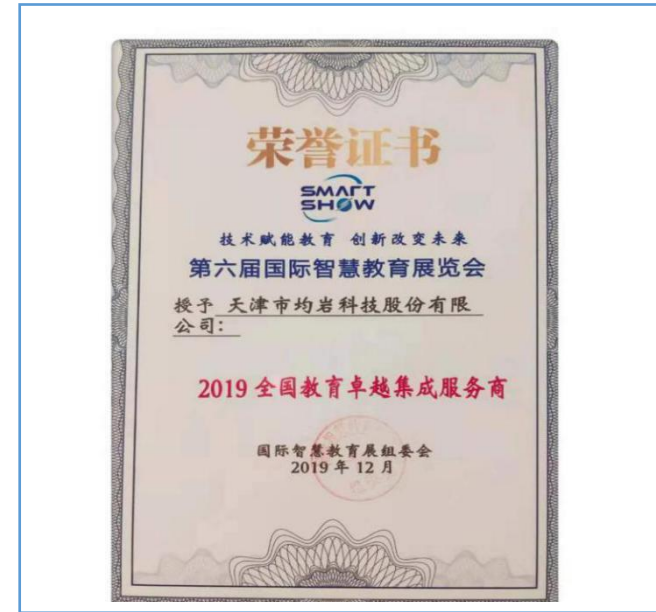 荣誉证书
SMART
SHOW
技术赋能教育 创新改变未来
第六届国际智慧教育展览会
授予 天津市均岩科技股份有限
公司：
2019 全国教育卓越集成服务商
国际智慧教育展组委会
2019 年 12 月